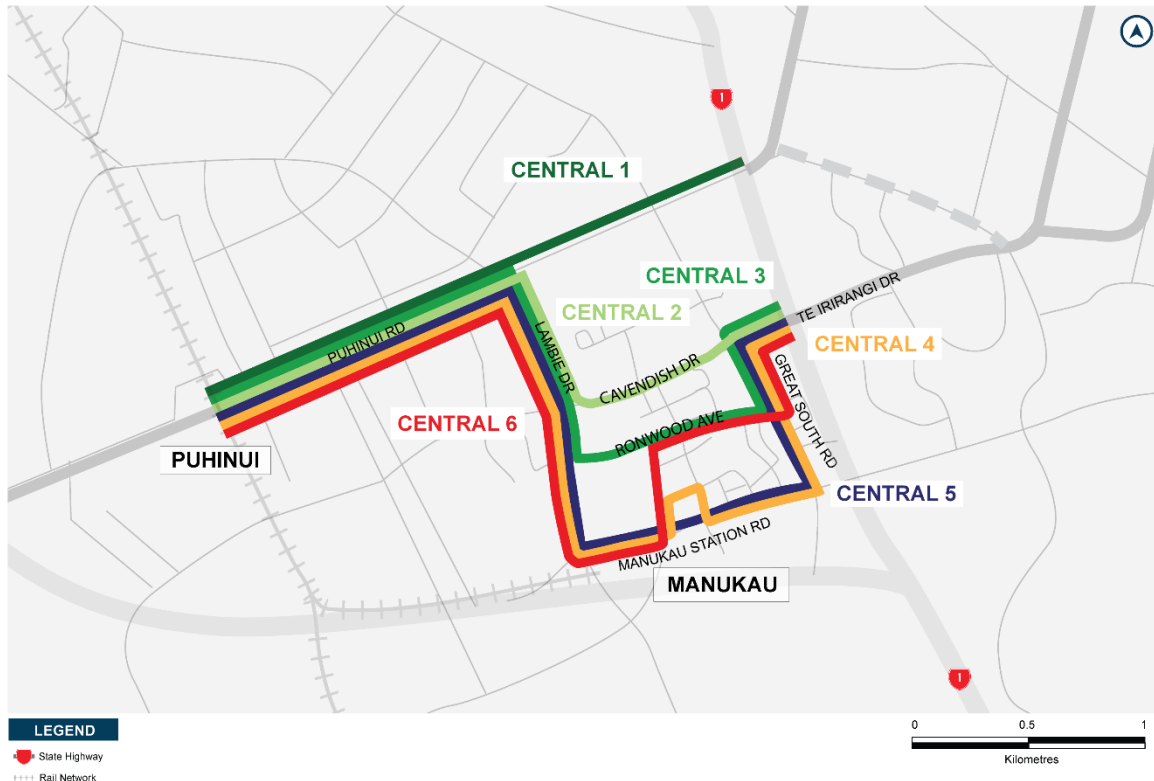 1
CENTRAL 1
CENTRAL 3
CENTRAL 2
TE IRIRANGI DR
PUHINUI RD
LAMBIE DR
CENTRAL 4
CAVENDISH DR
GREAT SOUTH RD
CENTRAL 6
RONWOOD AVE
PUHINUI
CENTRAL 5
MANUKAU STATION RD
MANUKAU
1
LEGEND
State Highway
Rail Network
0 0.5 1
Kilometres